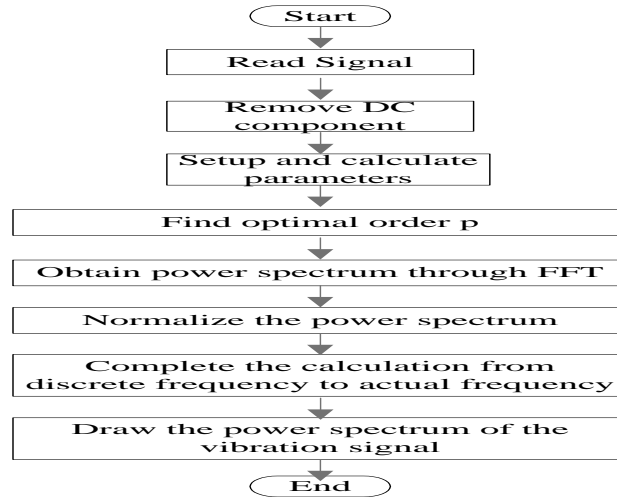 Start
Read Signal
Remove DC
component
Setup and calculate
parameters
Find optimal order p
Obtain power spectrum through FFT
Normalize the power spectrum
Complete the calculation from
discrete frequency to actual frequency
Draw the power spectrum of the
vibration signal
End